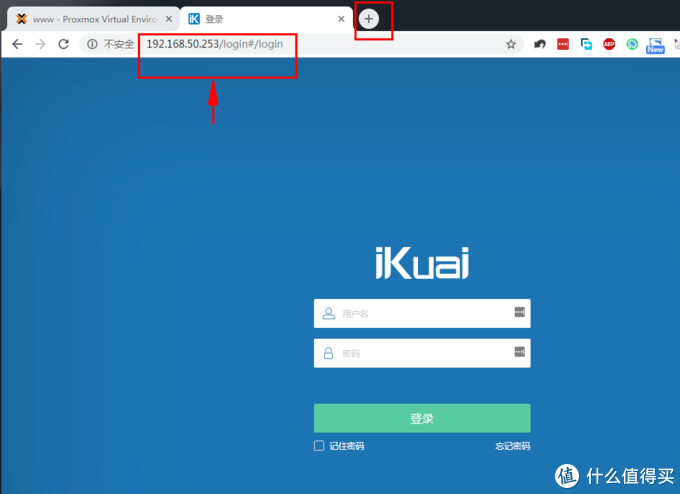 www - Proxmox Virtual Enviro
登录
不安全
192.168.50.253/login#/login
ABP
New
iKuai
用户名
密码
登录
记住密码
忘记密码
值 什么值得买